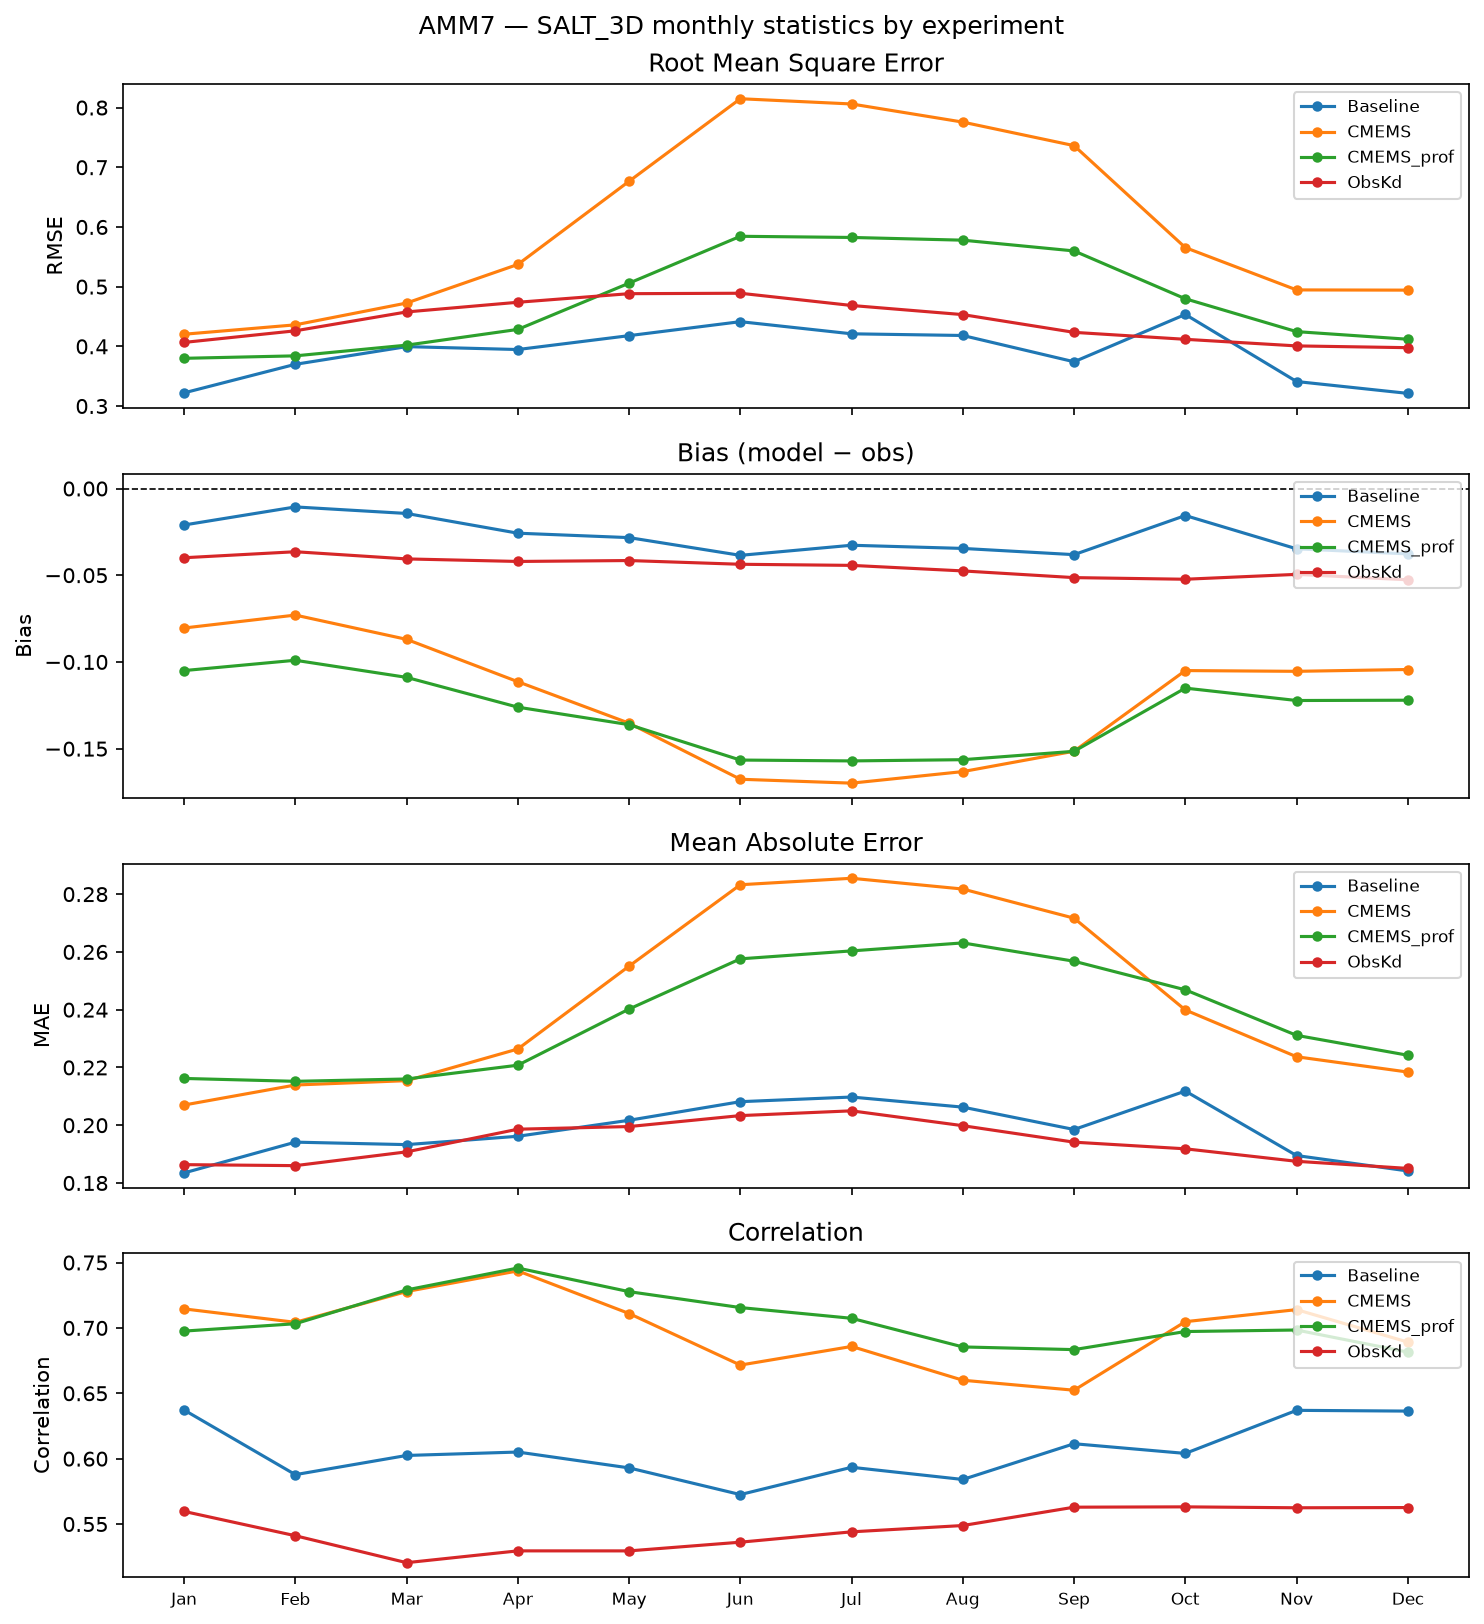 AMM7 — SALT_3D monthly statistics by experiment
Root Mean Square Error
RMSE
0.8
0.7
0.6
0.5
0.4
0.3
Baseline
CMEMS
CMEMS_prof
ObsKd
Bias (model − obs)
Bias
0.00
−0.05
−0.10
−0.15
Baseline
CMEMS
CMEMS_prof
ObsKd
Mean Absolute Error
MAE
0.28
0.26
0.24
0.22
0.20
0.18
Baseline
CMEMS
CMEMS_prof
ObsKd
Correlation
Correlation
0.75
0.70
0.65
0.60
0.55
Baseline
CMEMS
CMEMS_prof
ObsKd
Jan Feb Mar Apr May Jun Jul Aug Sep Oct Nov Dec